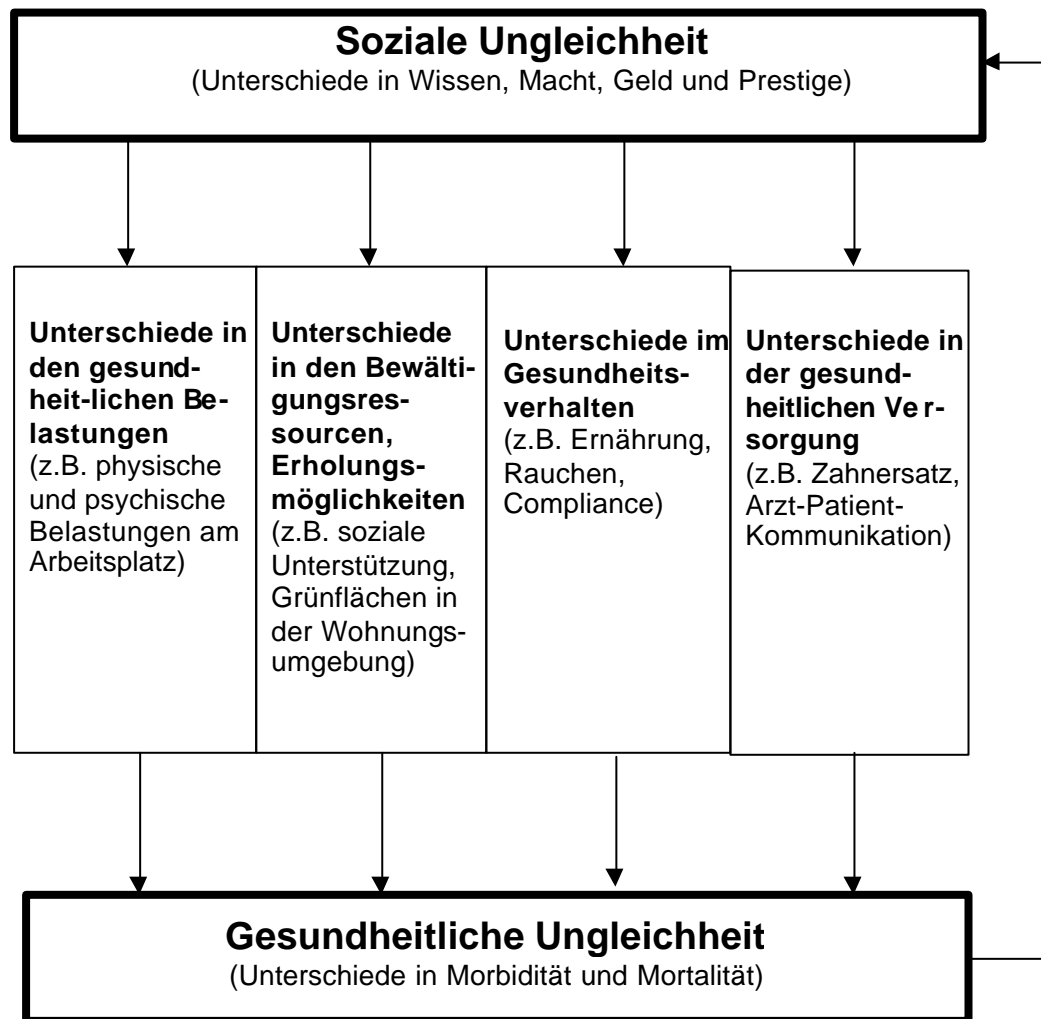 Soziale Ungleichheit
(Unterschiede in Wissen, Macht, Geld und Prestige)
Unterschiede in
den gesund-
heit-lichen Be-
lastungen
(z.B. physische
und psychische
Belastungen am
Arbeitsplatz)
Unterschiede
in den Bewälti-
gungsres-
sourcen,
Erholungs-
möglichkeiten
(z.B. soziale
Unterstützung,
Grünflächen in
der Wohnungs-
umgebung)
Unterschiede im
Gesundheits-
verhalten
(z.B. Ernährung,
Rauchen,
Compliance)
Unterschiede in
der gesund-
heitlichen Ver-
sorgung
(z.B. Zahnersatz,
Arzt-Patient-
Kommunikation)
Gesundheitliche Ungleichheit
(Unterschiede in Morbidität und Mortalität)